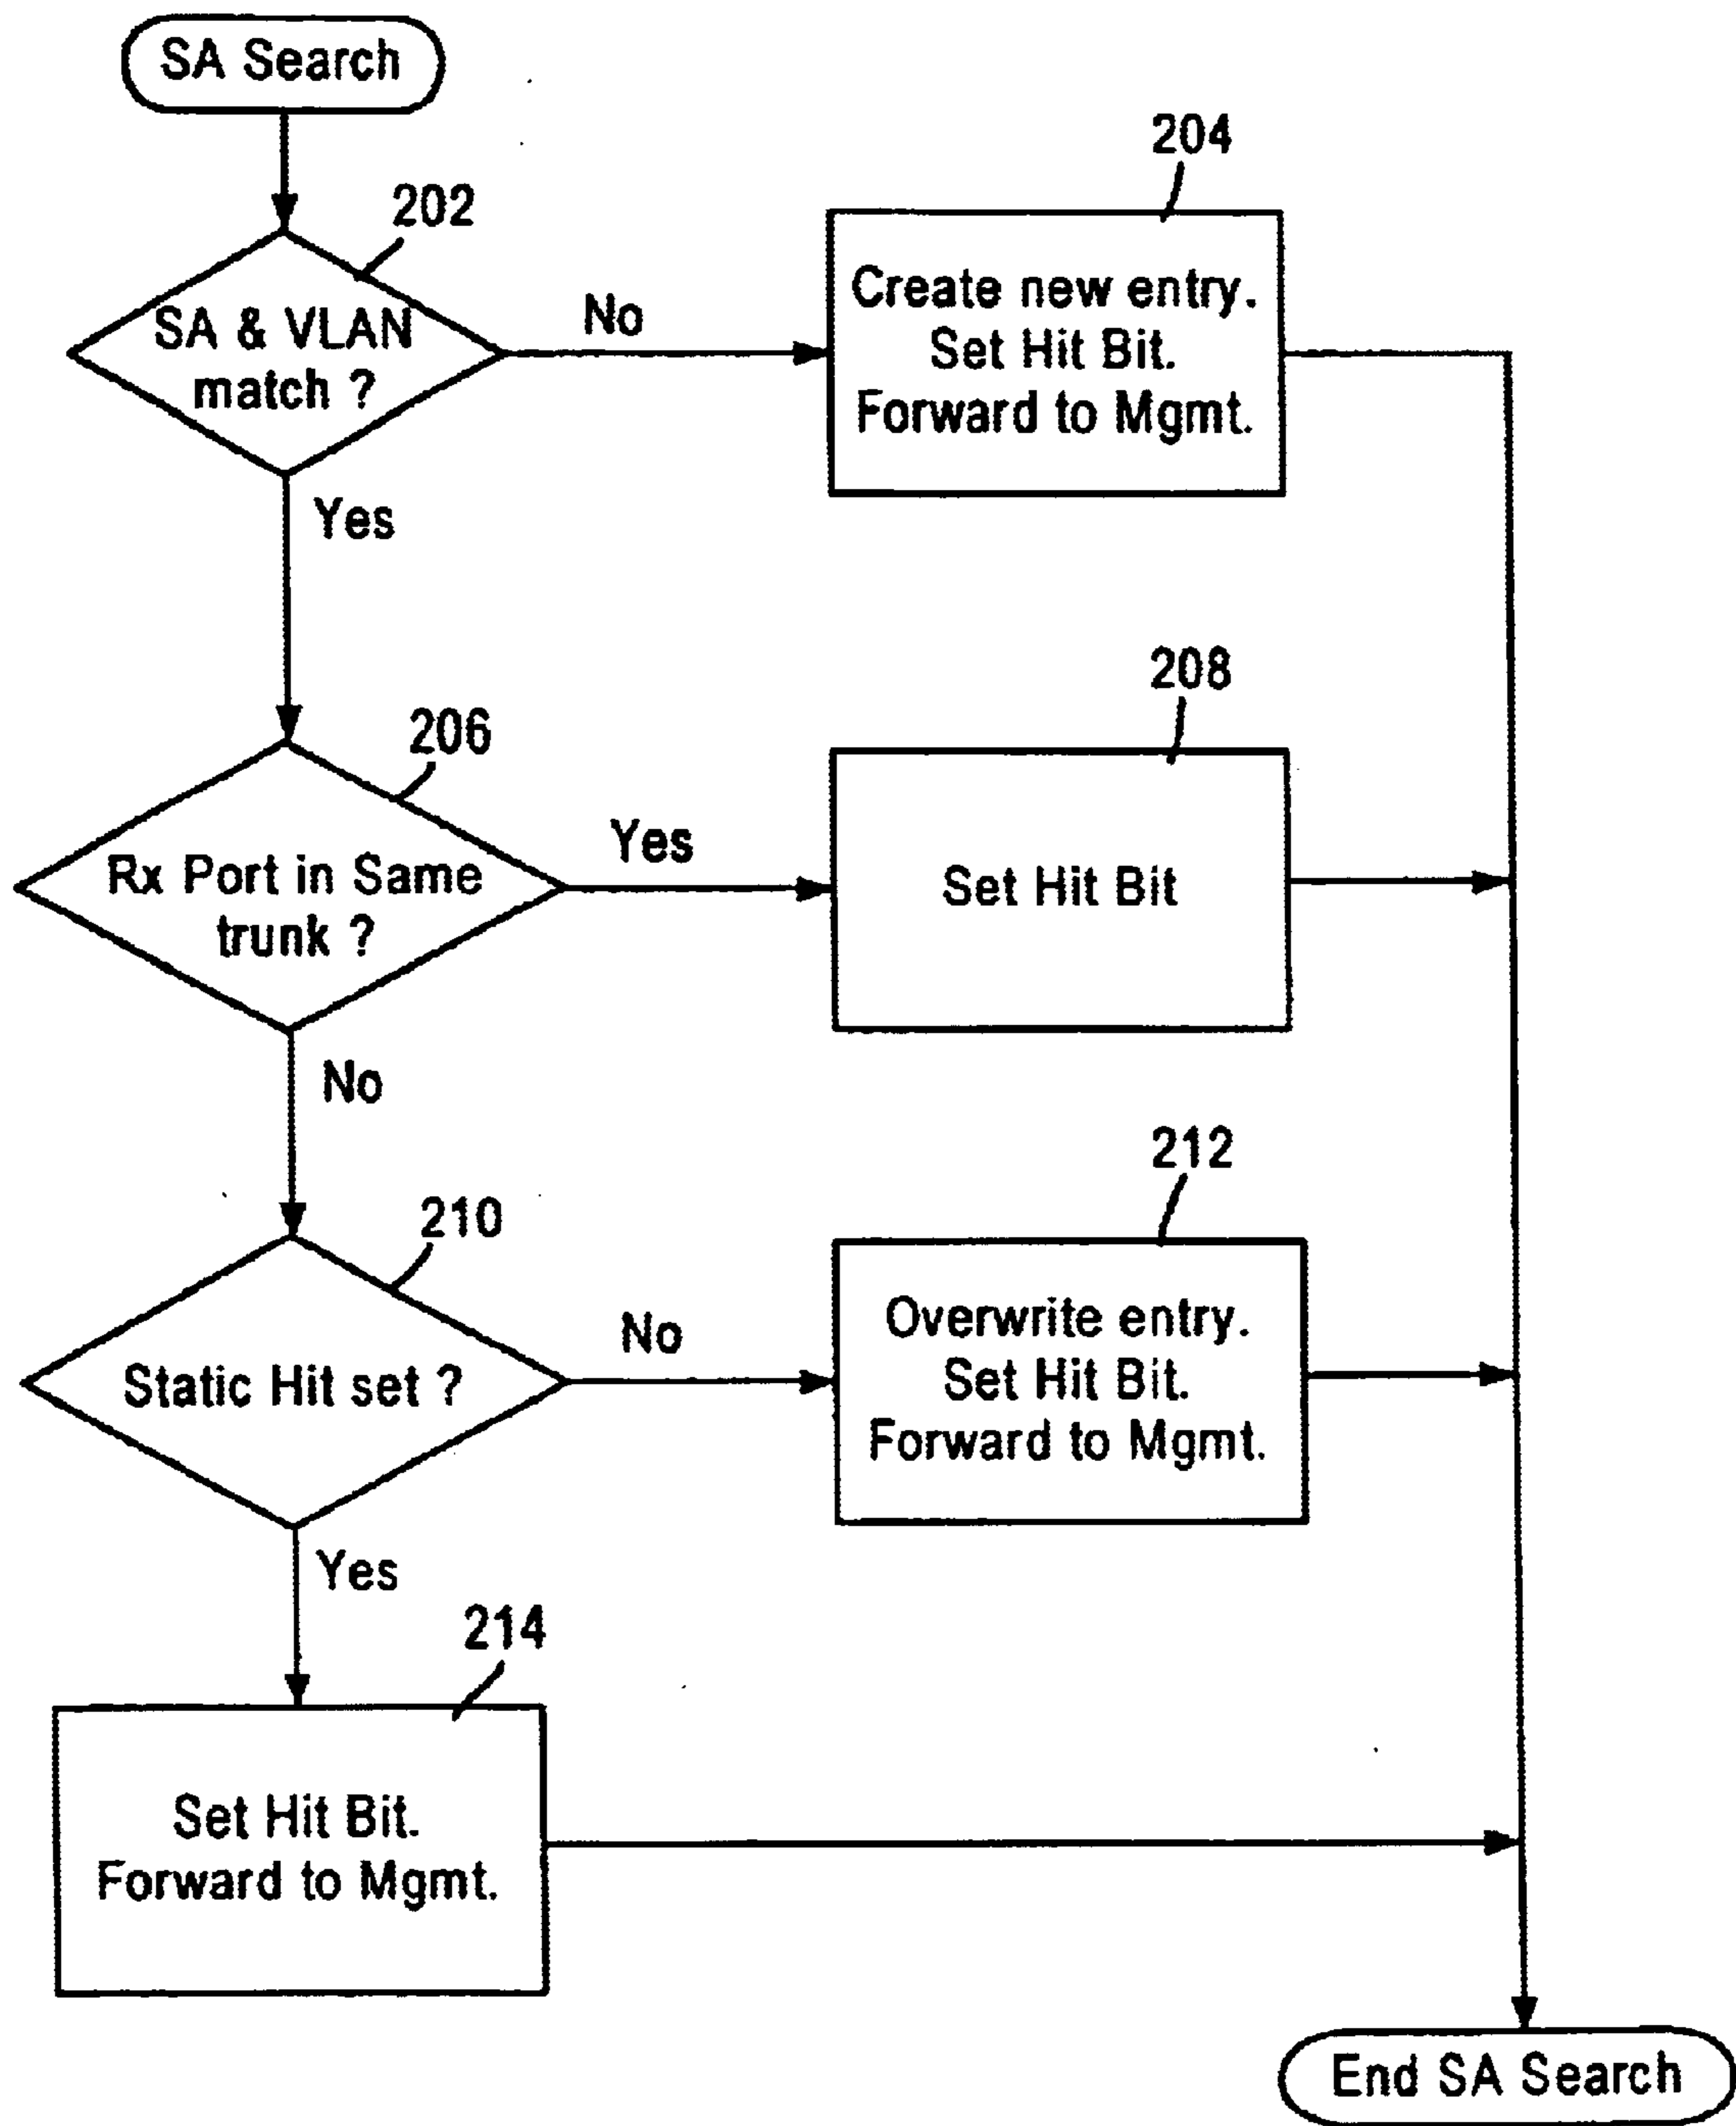 SA Search
202
SA & VLAN
match ?
No
204
Create new entry.
Set Hit Bit.
Forward to Mgmt.
Yes
206
Rx Port in Same
trunk ?
Yes
208
Set Hit Bit
No
210
Static Hit set ?
No
212
Overwrite entry.
Set Hit Bit.
Forward to Mgmt.
Yes
214
Set Hit Bit.
Forward to Mgmt.
End SA Search